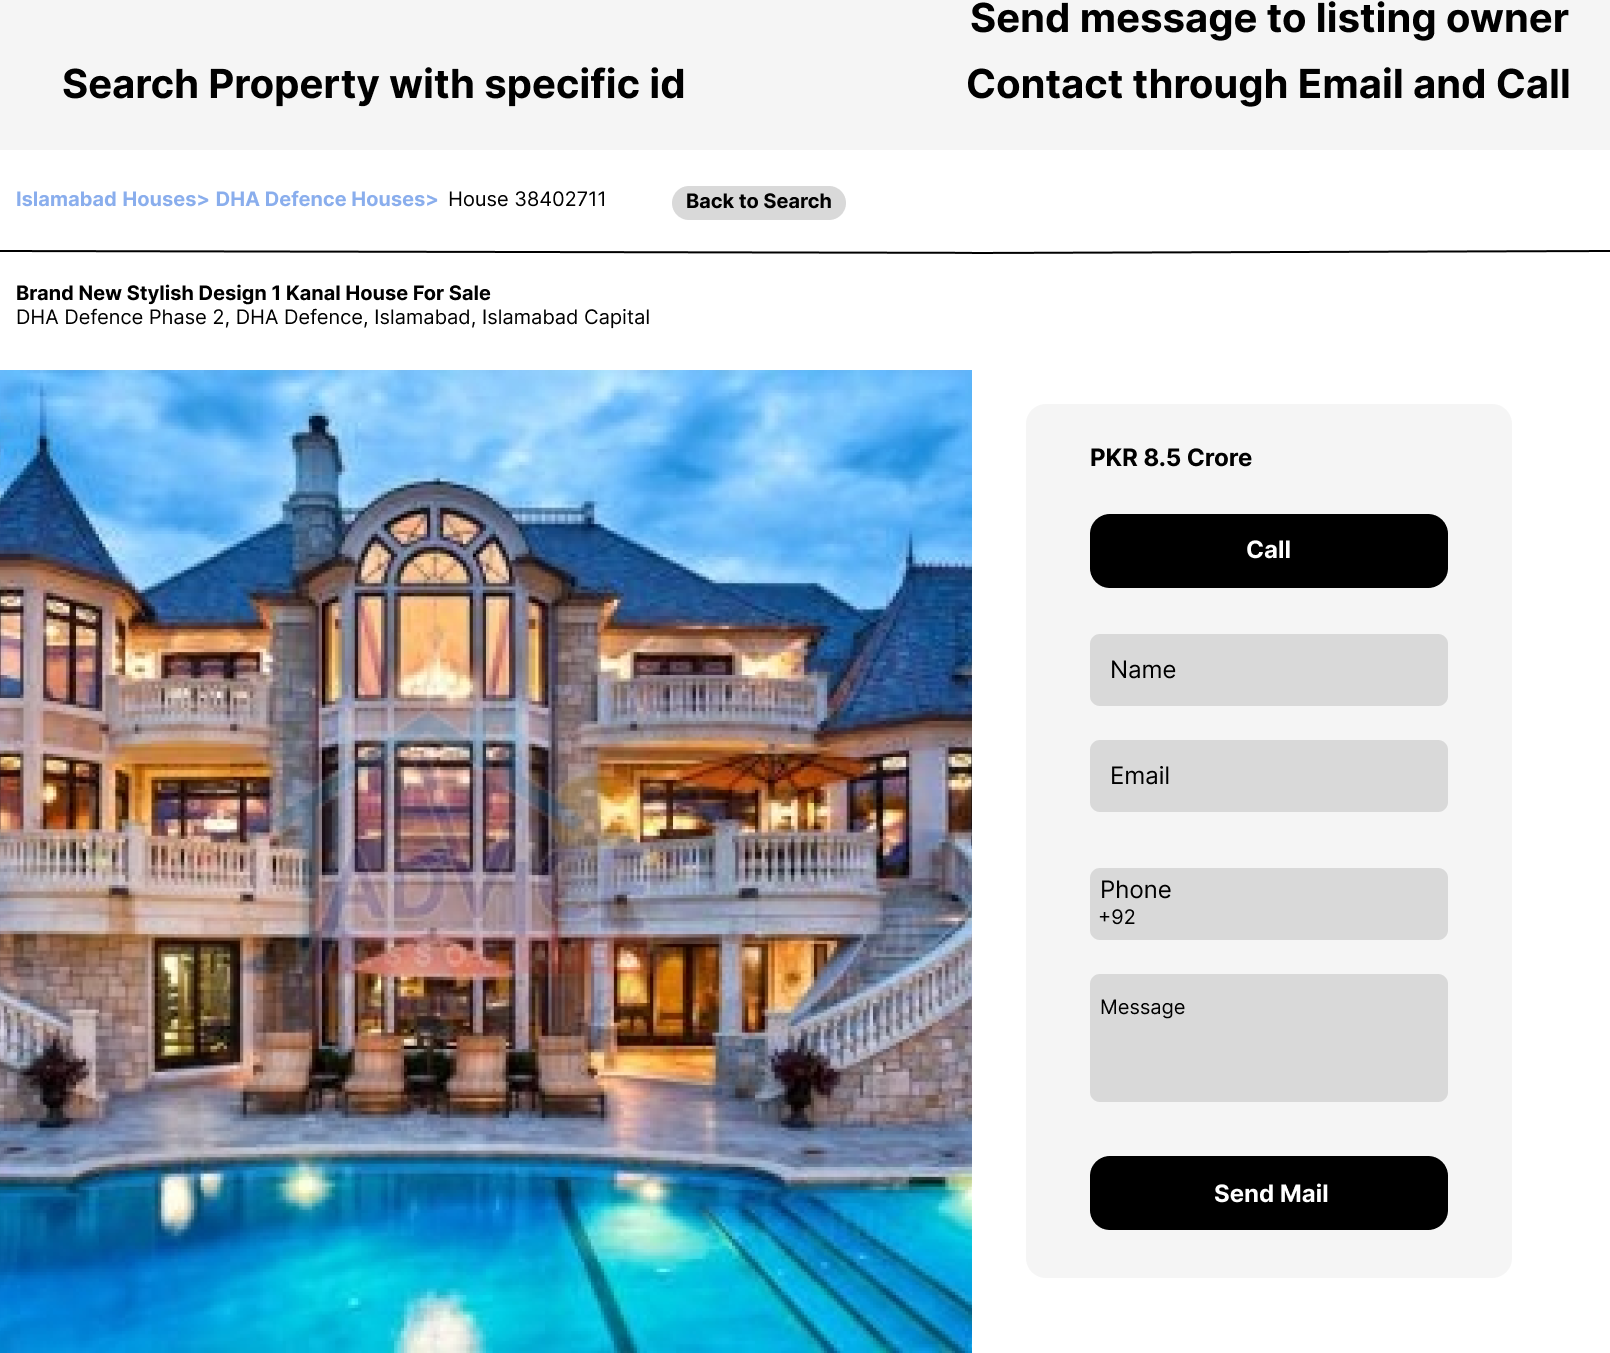 Send message to listing owner
Search Property with specific id
Contact through Email and Call
Islamabad Houses> DHA Defence Houses> House 38402711
Back to Search
Brand New Stylish Design 1 Kanal House For Sale
DHA Defence Phase 2, DHA Defence, Islamabad, Islamabad Capital
PKR 8.5 Crore
Call
Name
Email
Phone
+92
Message
Send Mail